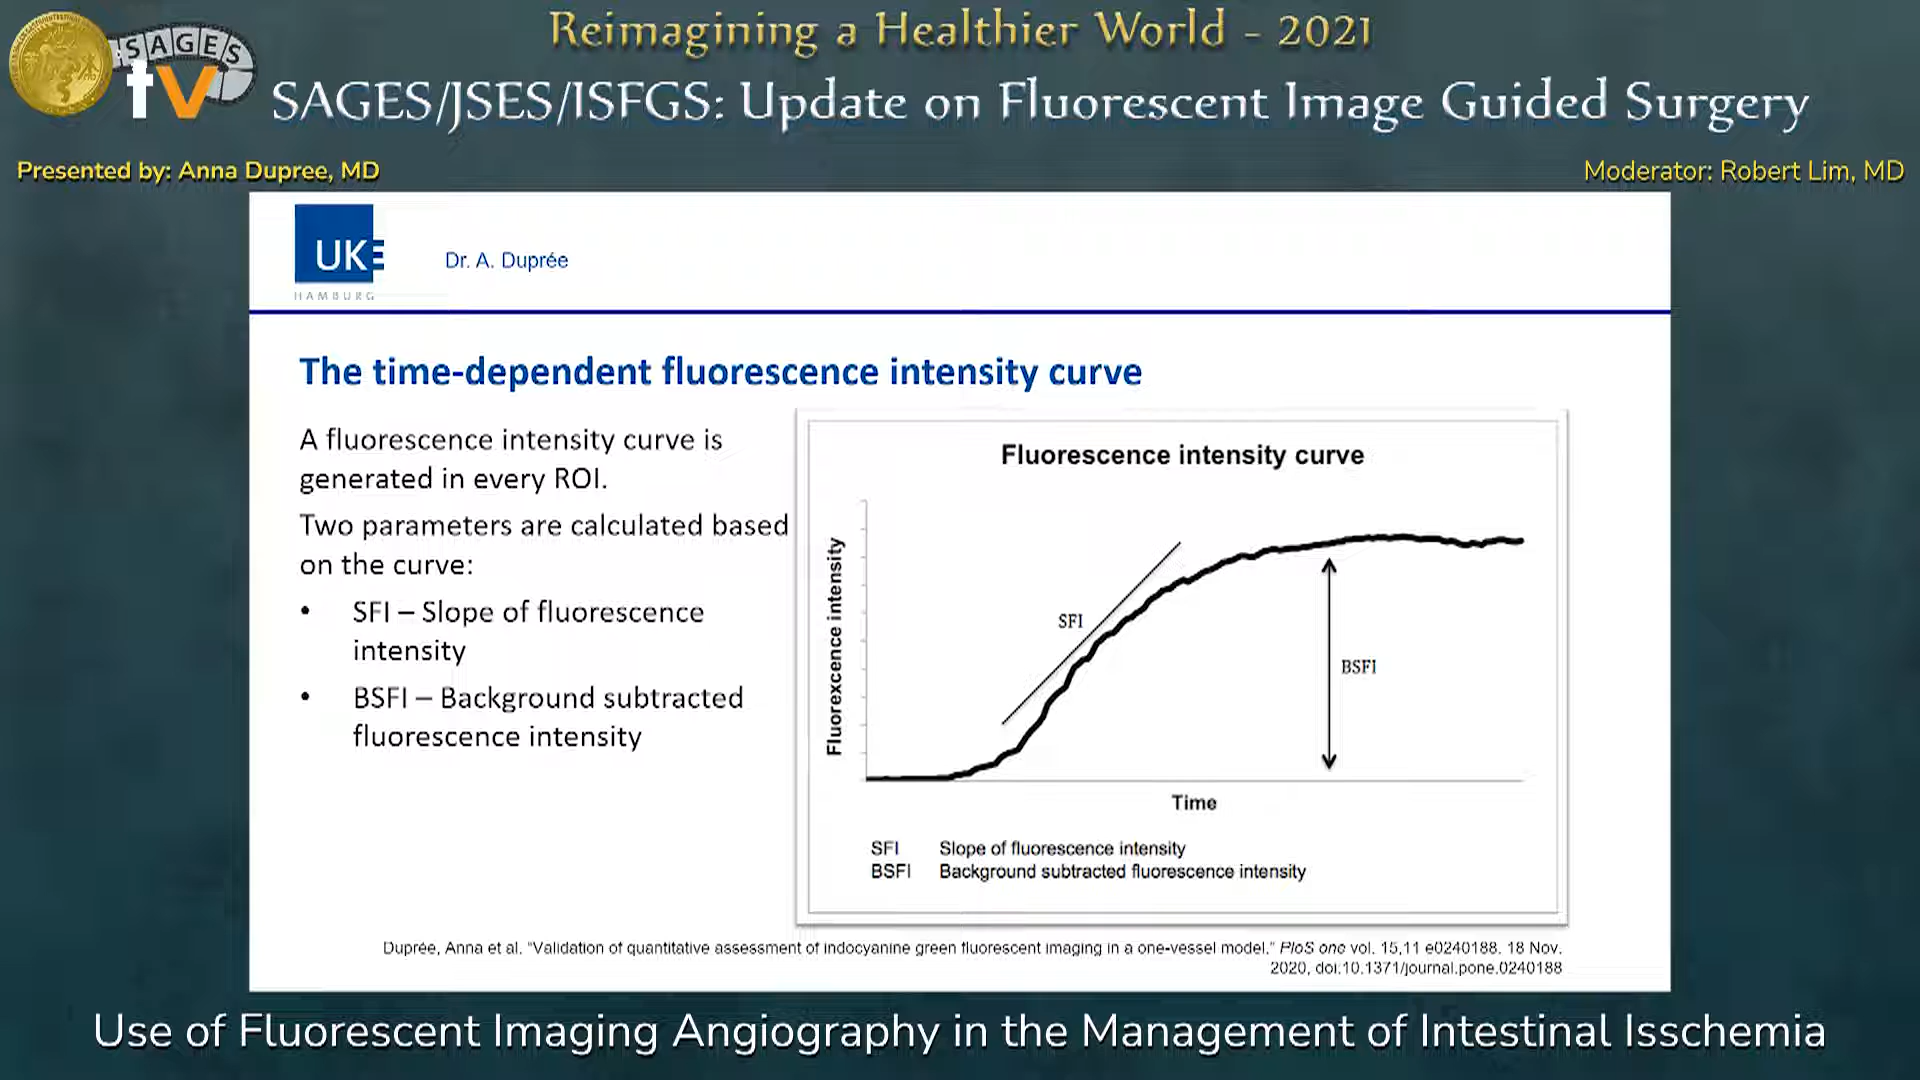 Reimagining a Healthier World - 2021
SAGES
tv
SAGES/JSES/ISFGS: Update on Fluorescent Image Guided Surgery
Presented by: Anna Dupree, MD
Moderator: Robert Lim, MD
UKE
HAMBURG
Dr. A. Duprée
The time-dependent fluorescence intensity curve
A fluorescence intensity curve is
generated in every ROI.
Two parameters are calculated based
on the curve:
• SFI – Slope of fluorescence
intensity
• BSFI – Background subtracted
fluorescence intensity
Fluorescence intensity curve
Fluorexcence intensity
SFI
BSFI
Time
SFI Slope of fluorescence intensity
BSFI Background subtracted fluorescence intensity
Duprée, Anna et al. "Validation of quantitative assessment of indocyanine green fluorescent imaging in a one-vessel model." PloS one vol. 15,11 e0240188. 18 Nov.
2020, doi:10.1371/journal.pone.0240188
Use of Fluorescent Imaging Angiography in the Management of Intestinal Isschemia